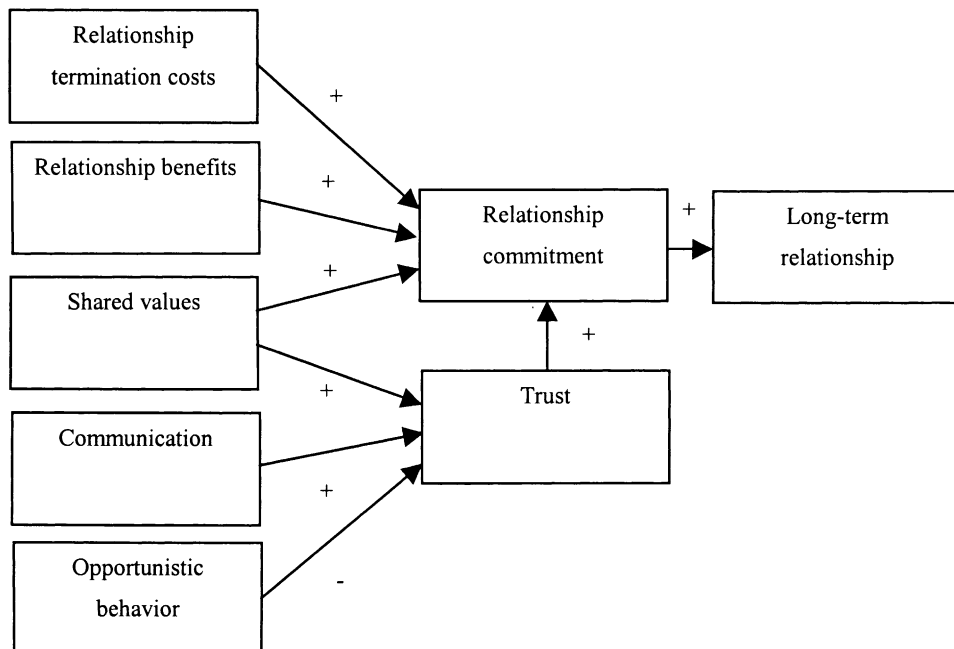 Relationship
termination costs
+
Relationship benefits
+
Relationship
commitment
+
Long-term
relationship
Shared values
+
+
Trust
+
Communication
+
Opportunistic
behavior
-